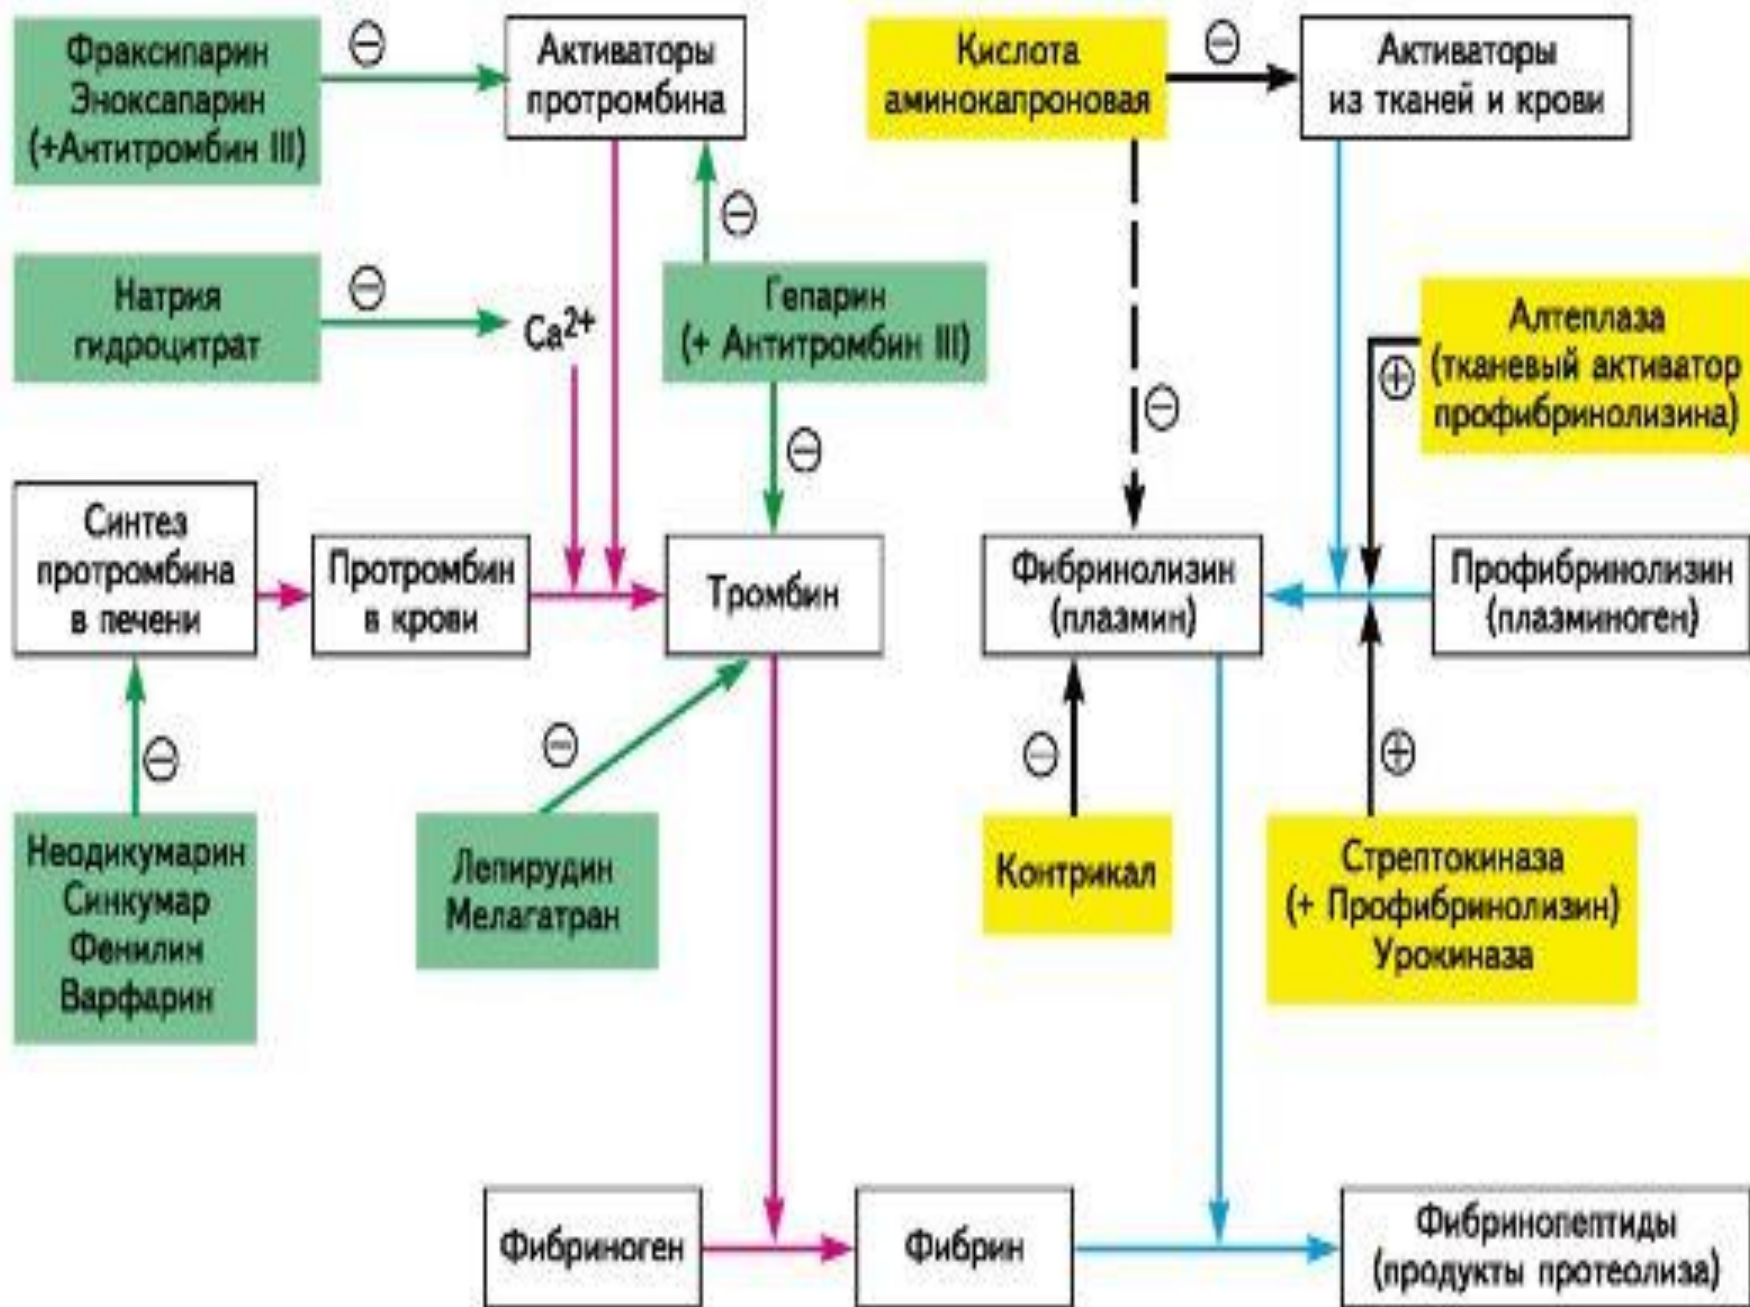 Фраксипарин
Эноксапарин
(+Антитромбин III)
⊖
Активаторы
протромбина
Кислота
аминокапроновая
⊖
Активаторы
из тканей и крови
⊖
Натрия
гидроцитрат
⊖
Ca²⁺
Гепарин
(+ Антитромбин III)
Алтеплаза
(тканевый активатор
профибринолизина)
⊕
⊖
⊖
Синтез
протромбина
в печени
Протромбин
в крови
Тромбин
Фибринолизин
(плазмин)
Профибринолизин
(плазминоген)
⊖
⊖
⊖
⊕
Неодикумарин
Синкумар
Фенилин
Варфарин
Лепирудин
Мелагатран
Контрикал
Стрептокиназа
(+ Профибринолизин)
Урокиназа
Фибриноген
Фибрин
Фибринопептиды
(продукты протеолиза)